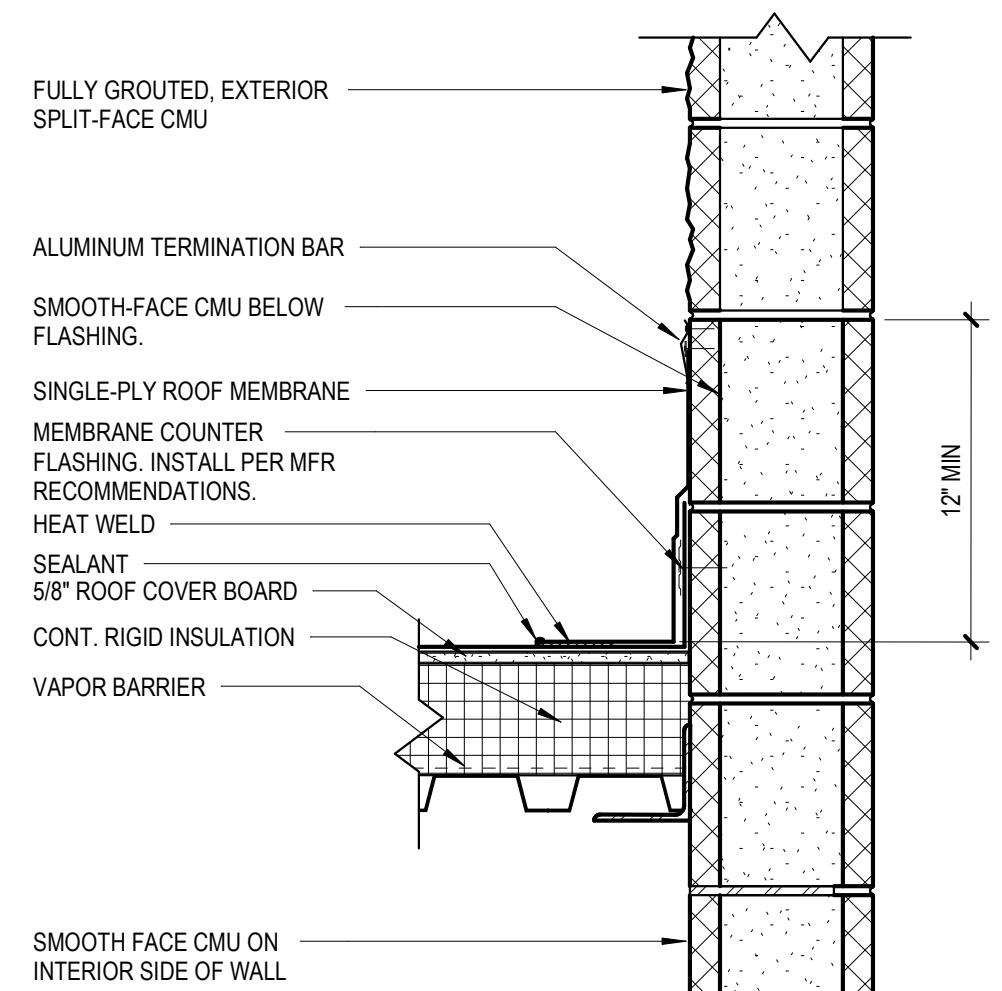 FULLY GROUTED, EXTERIOR
SPLIT-FACE CMU
ALUMINUM TERMINATION BAR
SMOOTH-FACE CMU BELOW
FLASHING.
SINGLE-PLY ROOF MEMBRANE
MEMBRANE COUNTER
FLASHING. INSTALL PER MFR
RECOMMENDATIONS.
HEAT WELD
SEALANT
5/8" ROOF COVER BOARD
CONT. RIGID INSULATION
VAPOR BARRIER
SMOOTH FACE CMU ON
INTERIOR SIDE OF WALL
12" MIN